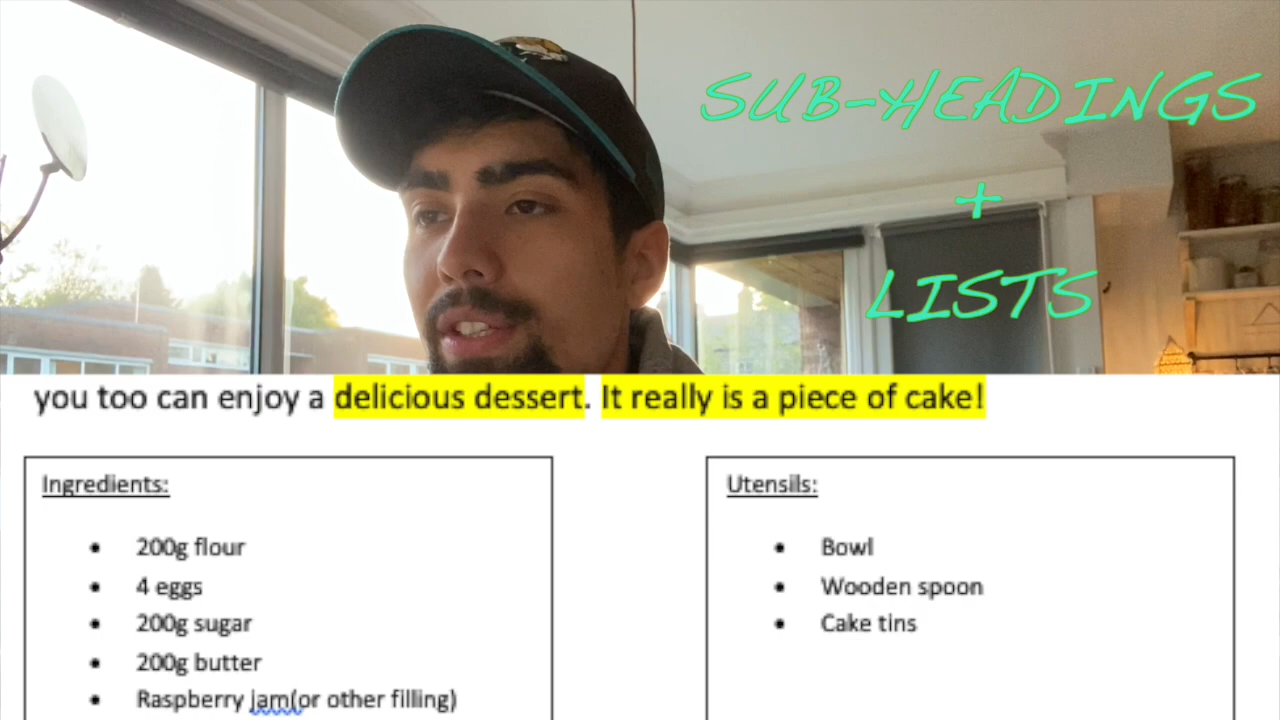 SUB-HEADINGS
+
LISTS
you too can enjoy a delicious dessert. It really is a piece of cake!
Ingredients:
• 200g flour
• 4 eggs
• 200g sugar
• 200g butter
• Raspberry jam(or other filling)
Utensils:
• Bowl
• Wooden spoon
• Cake tins